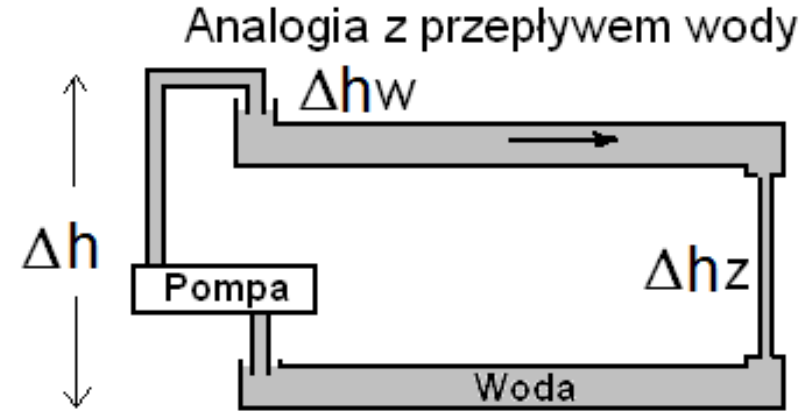 Analogia z przepływem wody
Δhw
Δh
Δhz
Pompa
Woda